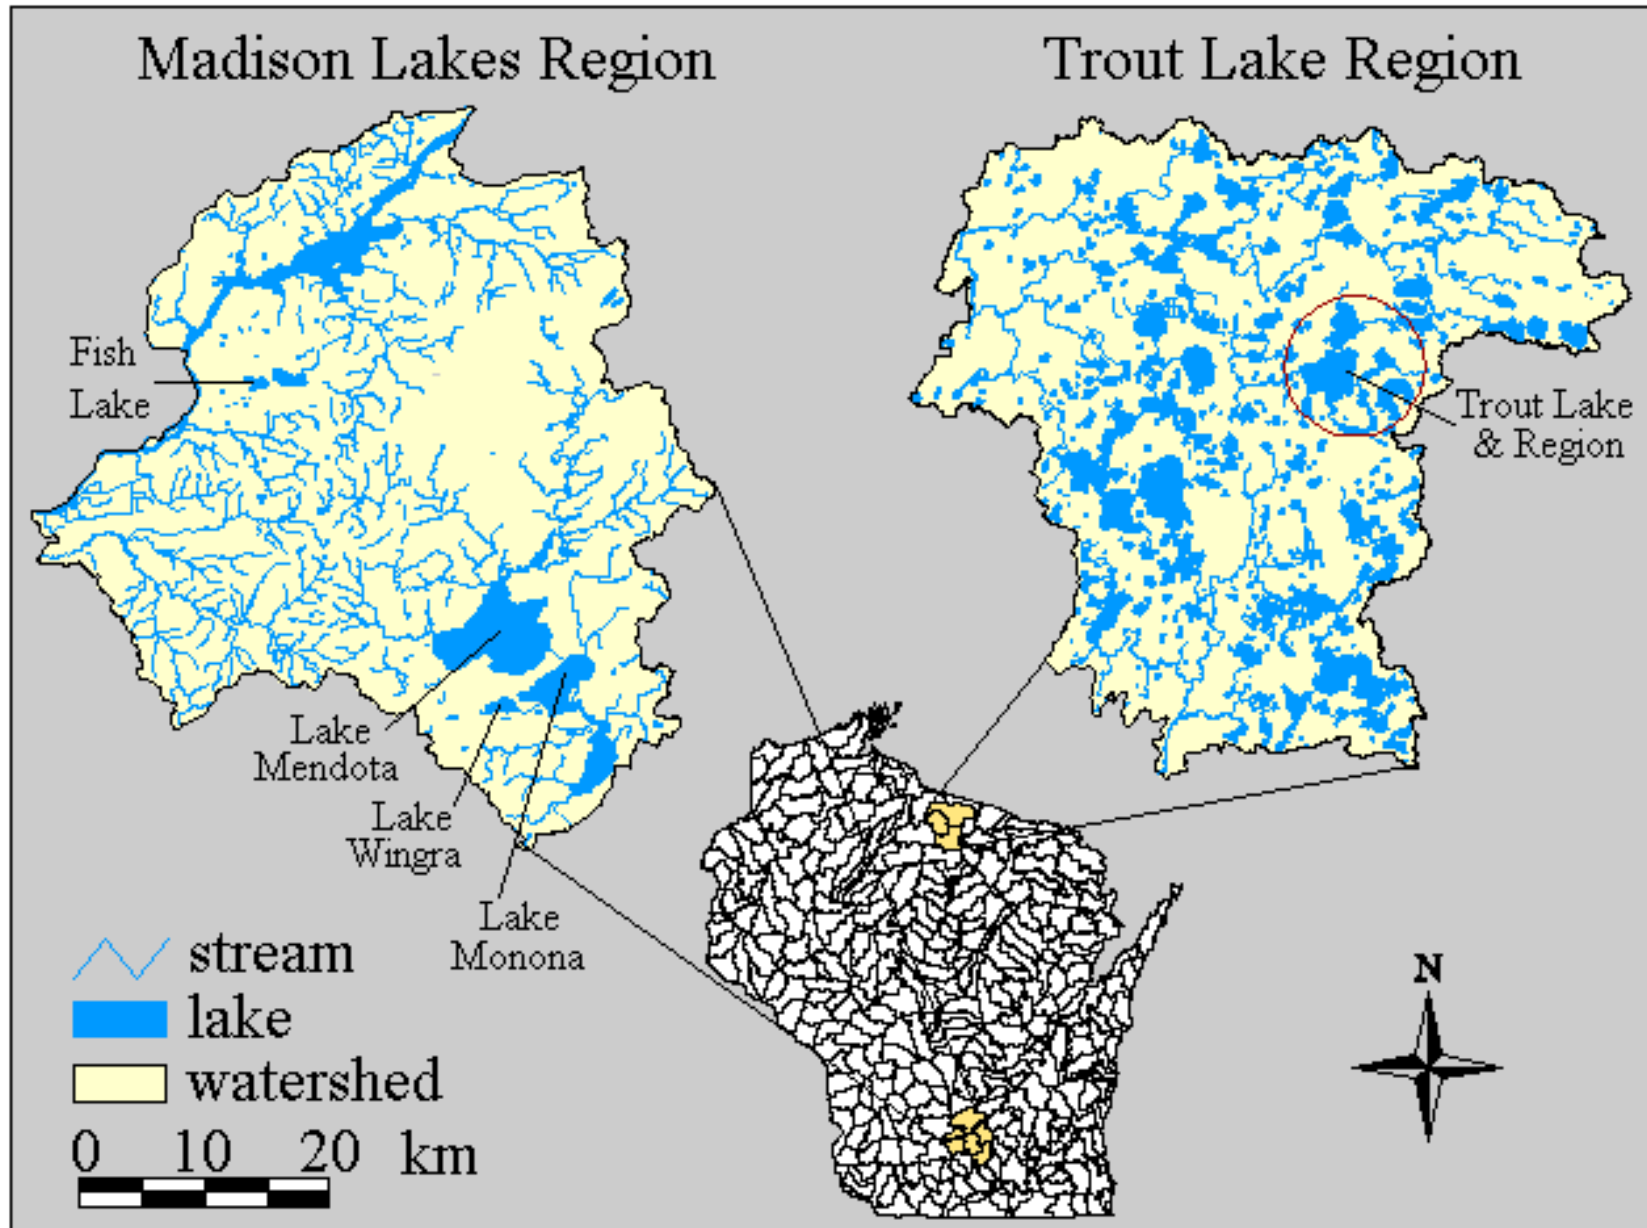 Madison Lakes Region
Trout Lake Region
Fish
Lake
Trout Lake
& Region
Lake
Mendota
Lake
Wingra
Lake
Monona
stream
lake
watershed
0 10 20 km
N